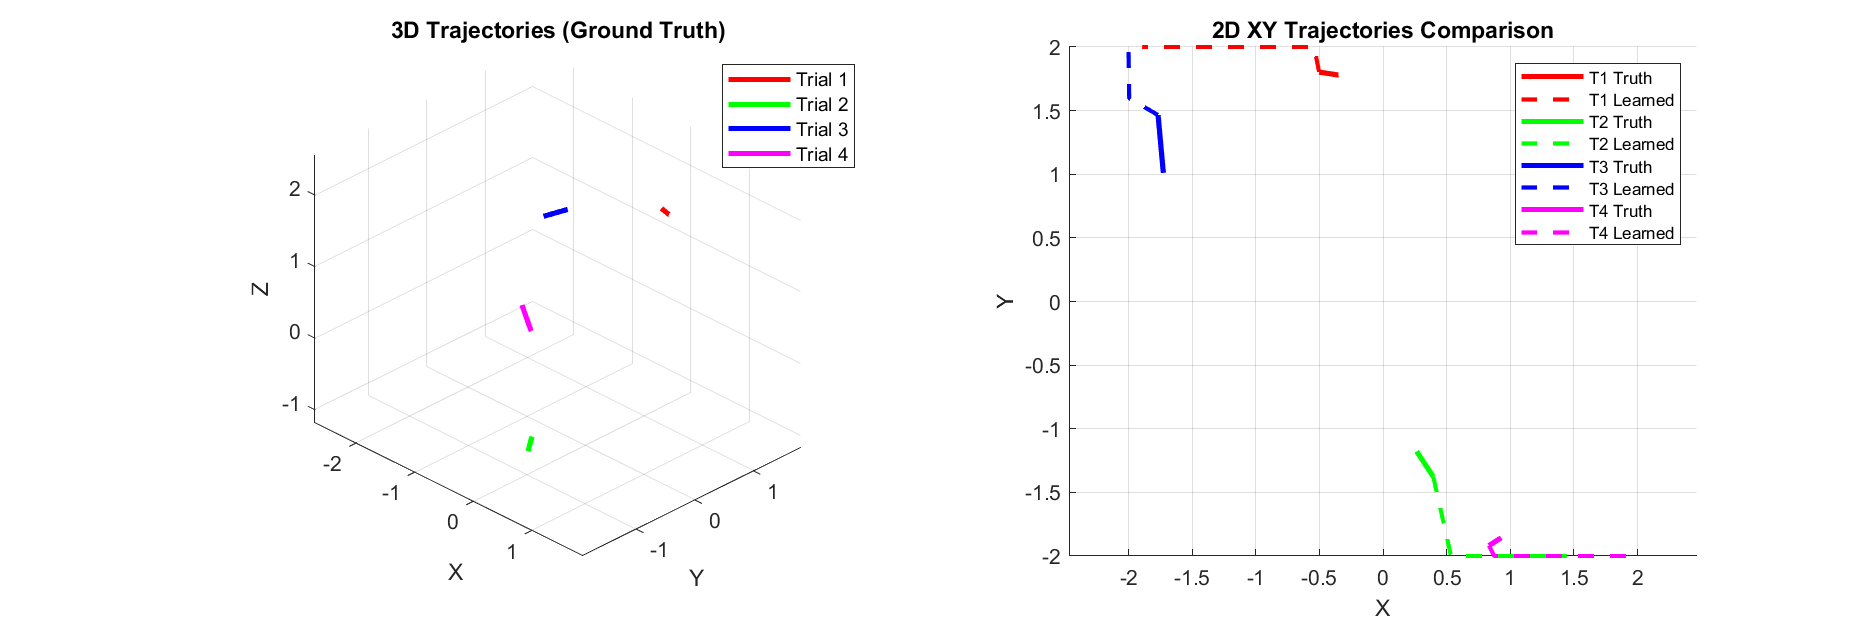 3D Trajectories (Ground Truth)
Trial 1
Trial 2
Trial 3
Trial 4
2
1
0
-1
Z
-2
-1
0
1
X
-1
0
1
Y
2D XY Trajectories Comparison
T1 Truth
T1 Learned
T2 Truth
T2 Learned
T3 Truth
T3 Learned
T4 Truth
T4 Learned
2
1.5
1
0.5
0
-0.5
-1
-1.5
-2
Y
-2 -1.5 -1 -0.5 0 0.5 1 1.5 2
X